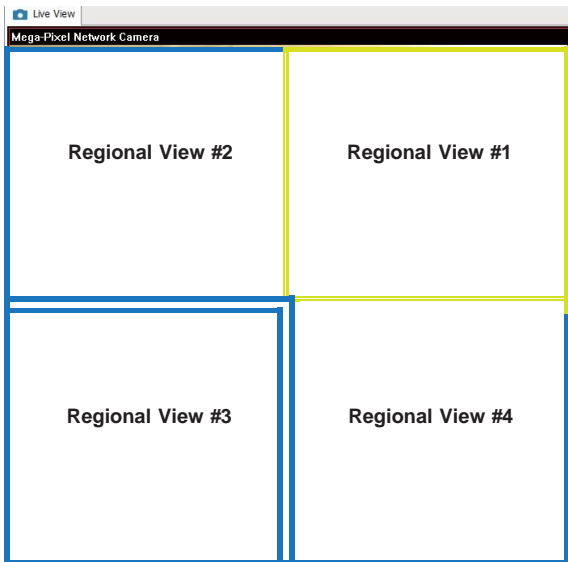 Live View
Mega-Pixel Network Camera
Regional View #2
Regional View #1
Regional View #3
Regional View #4